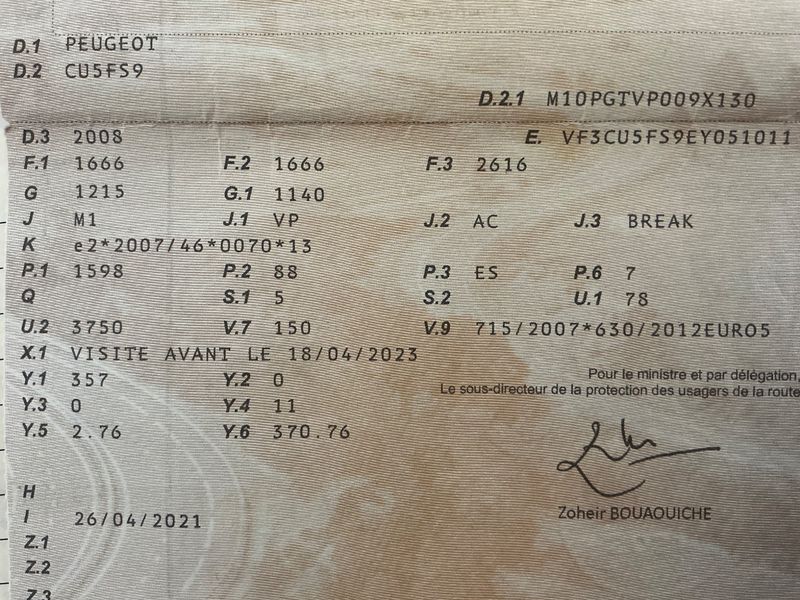 D.1 PEUGEOT
D.2 CU5FS9
D.2.1 M10PGTVP009X130
D.3 2008 E. VF3CU5FS9EY051011
F.1 1666 F.2 1666 F.3 2616
G 1215 G.1 1140
J M1 J.1 VP J.2 AC J.3 BREAK
K e2*2007/46*0070*13
P.1 1598 P.2 88 P.3 ES P.6 7
Q S.1 5 S.2 U.1 78
U.2 3750 V.7 150 V.9 715/2007*630/2012EURO5
X.1 VISITE AVANT LE 18/04/2023
Y.1 357 Y.2 0
Pour le ministre et par délégation,
Le sous-directeur de la protection des usagers de la route
Y.3 0 Y.4 11
Y.5 2.76 Y.6 370.76
H
I 26/04/2021
Zoheir BOUAOUICHE
Z.1
Z.2
Z.3